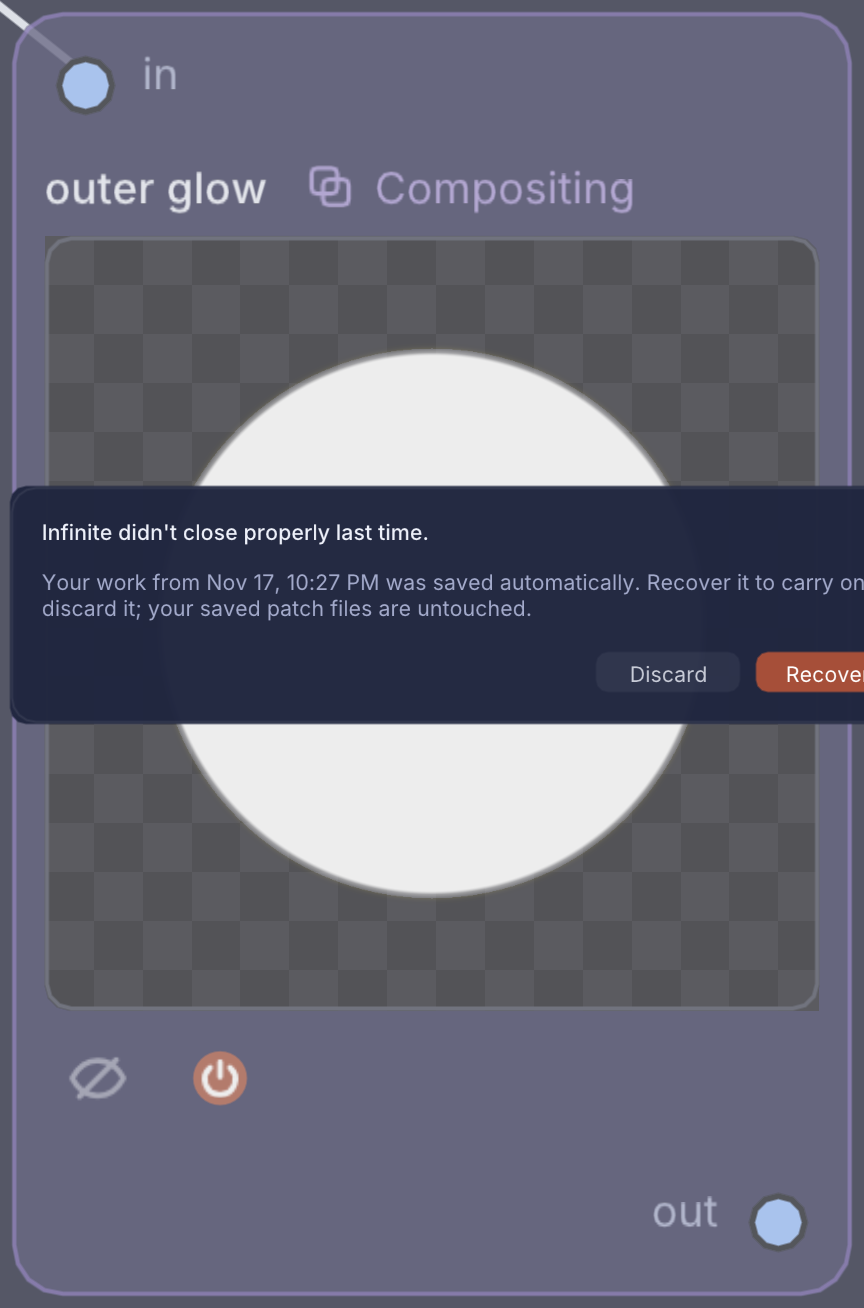 in
outer glow
Compositing
Infinite didn't close properly last time.
Your work from Nov 17, 10:27 PM was saved automatically. Recover it to carry on
discard it; your saved patch files are untouched.
Discard
Recover
out